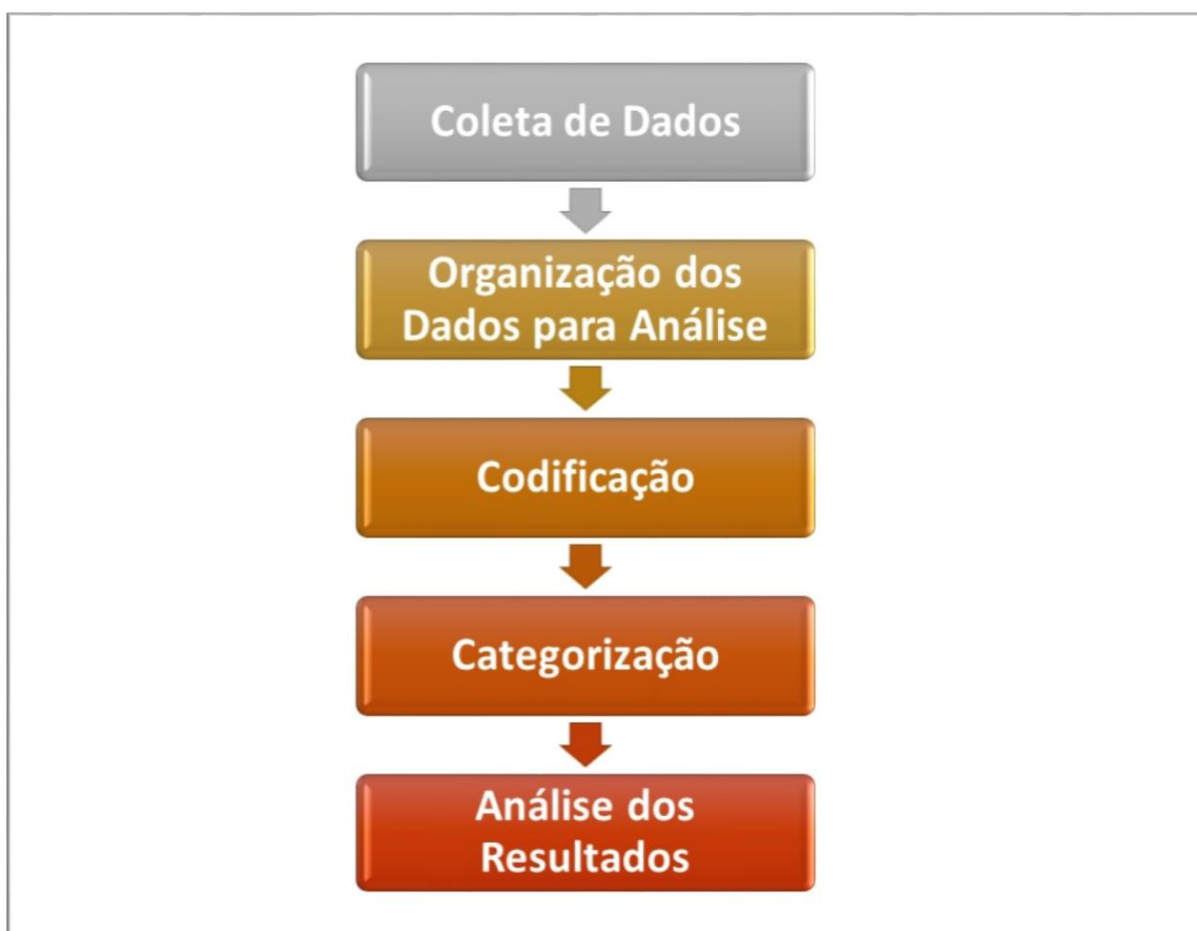 Coleta de Dados
Organização dos
Dados para Análise
Codificação
Categorização
Análise dos
Resultados